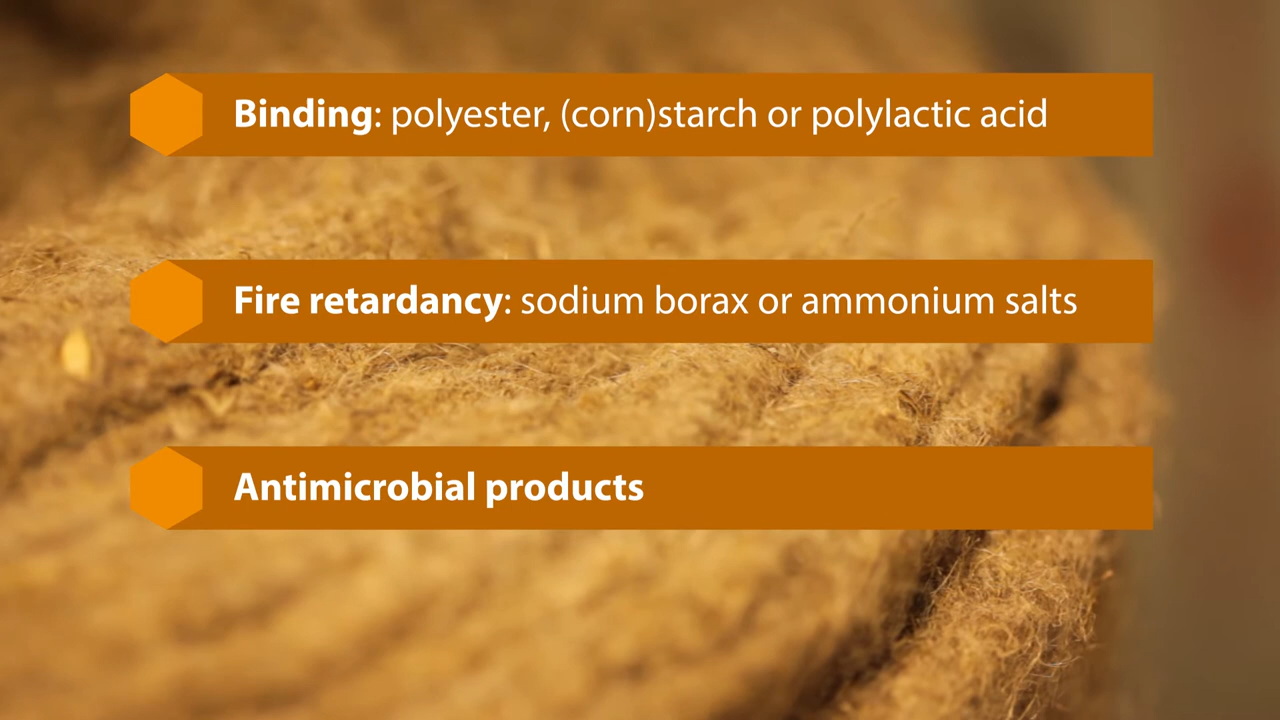 Binding: polyester, (corn)starch or polylactic acid
Fire retardancy: sodium borax or ammonium salts
Antimicrobial products